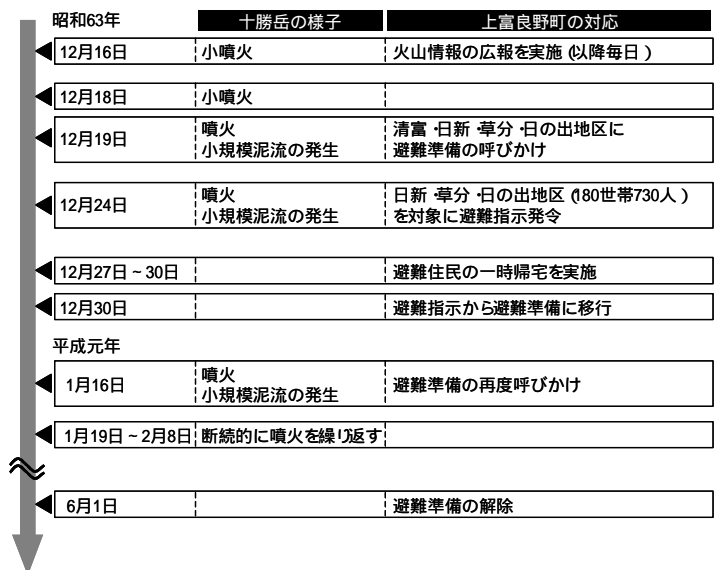 昭和63年 十勝岳の様子 上富良野町の対応
12月16日 小噴火 火山情報の広報を実施(以降毎日)
12月18日 小噴火
12月19日 噴火 清富・日新・草分・日の出地区に
小規模泥流の発生 避難準備の呼びかけ
12月24日 噴火 日新・草分・日の出地区(180世帯730人)
小規模泥流の発生 を対象に避難指示発令
12月27日~30日 避難住民の一時帰宅を実施
12月30日 避難指示から避難準備に移行
平成元年
1月16日 噴火 避難準備の再度呼びかけ
小規模泥流の発生
1月19日~2月8日 断続的に噴火を繰り返す
6月1日 避難準備の解除